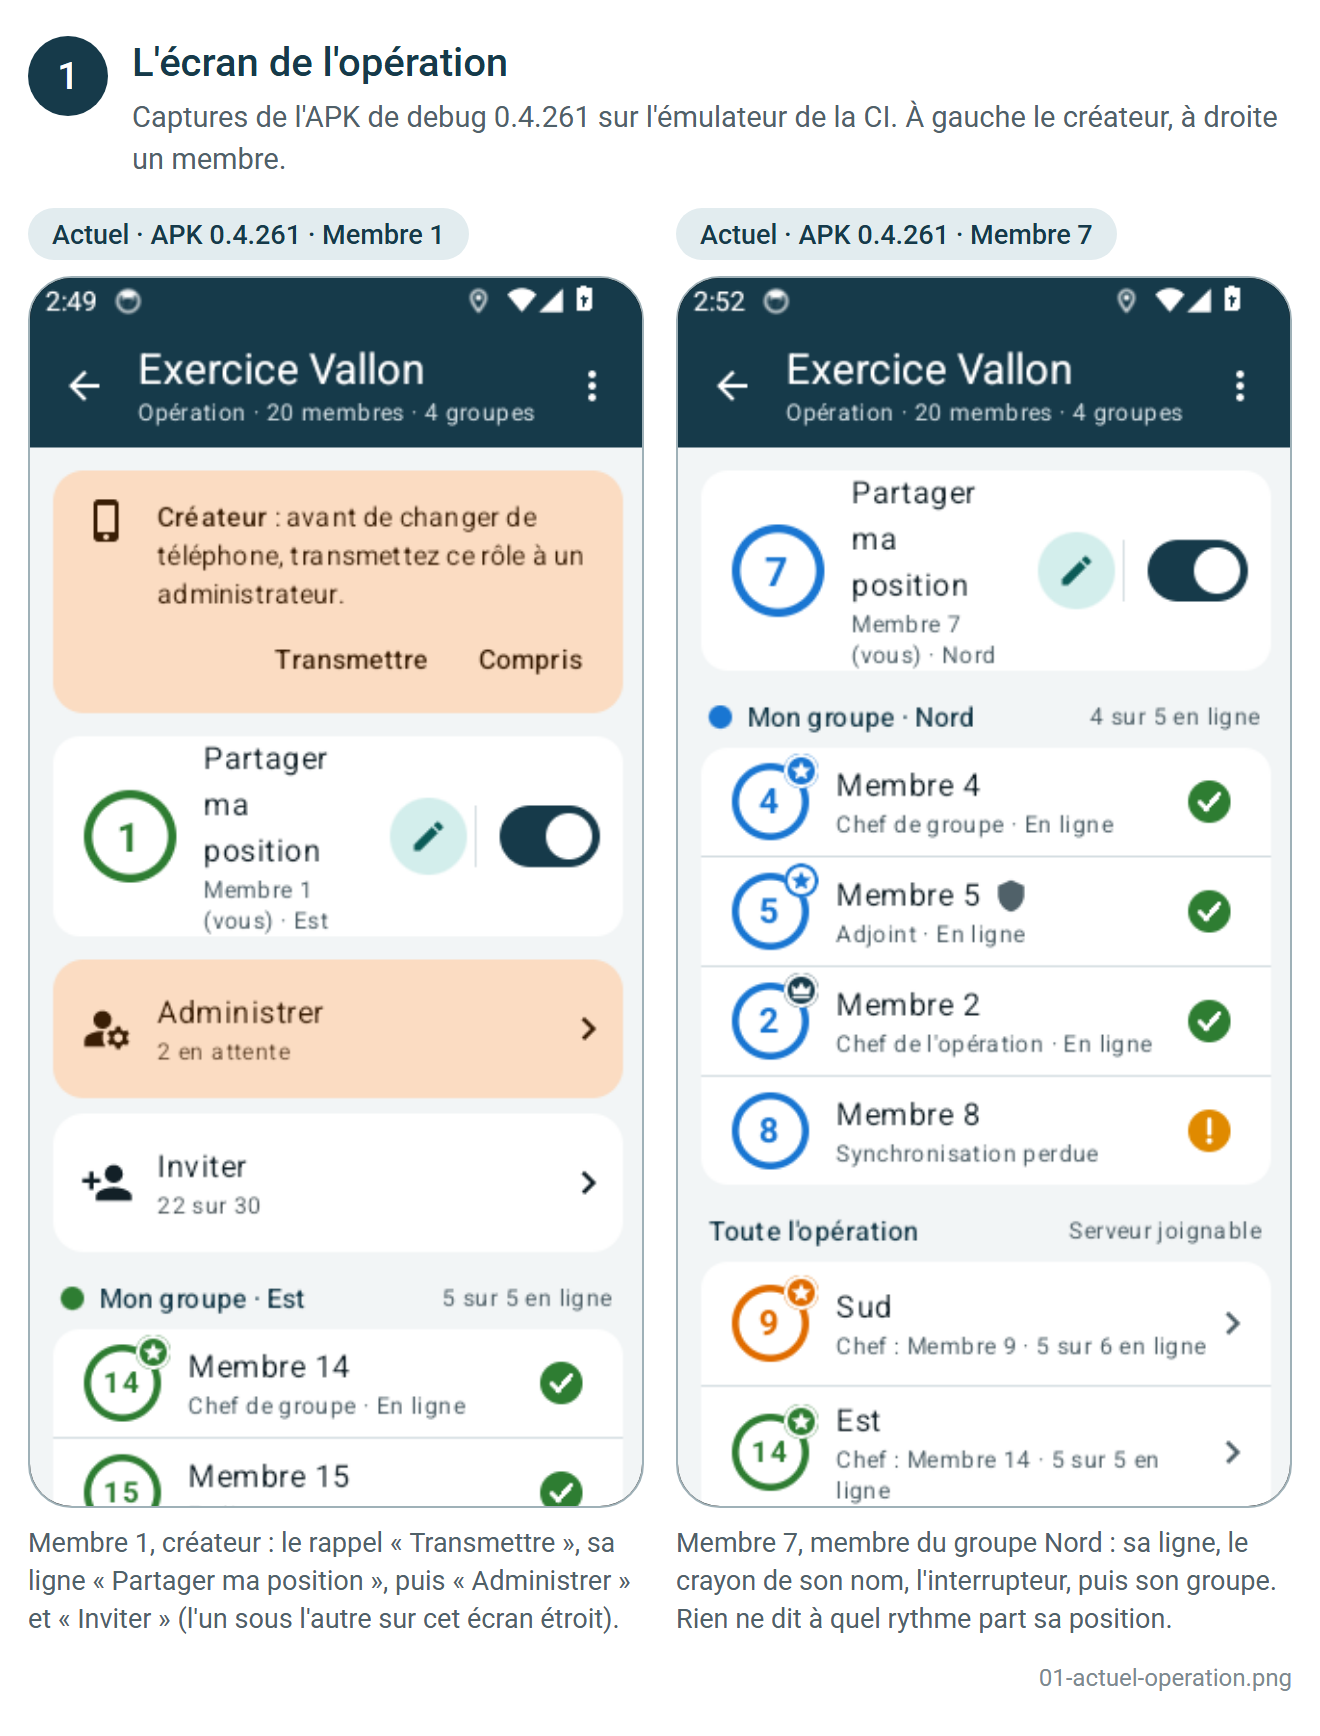 1
L'écran de l'opération
Captures de l'APK de debug 0.4.261 sur l'émulateur de la CI. À gauche le créateur, à droite
un membre.
Actuel · APK 0.4.261 · Membre 1
2:49
Exercice Vallon
Opération · 20 membres · 4 groupes
Créateur : avant de changer de
téléphone, transmettez ce rôle à un
administrateur.
Transmettre Compris
1
Partager
ma
position
Membre 1
(vous) · Est
Administrer
2 en attente
Inviter
22 sur 30
Mon groupe · Est 5 sur 5 en ligne
14
Membre 14
Chef de groupe · En ligne
15
Membre 15
Membre 1, créateur : le rappel « Transmettre », sa
ligne « Partager ma position », puis « Administrer »
et « Inviter » (l'un sous l'autre sur cet écran étroit).
Actuel · APK 0.4.261 · Membre 7
2:52
Exercice Vallon
Opération · 20 membres · 4 groupes
7
Partager
ma
position
Membre 7
(vous) · Nord
Mon groupe · Nord 4 sur 5 en ligne
4
Membre 4
Chef de groupe · En ligne
5
Membre 5
Adjoint · En ligne
2
Membre 2
Chef de l'opération · En ligne
8
Membre 8
Synchronisation perdue
Toute l'opération Serveur joignable
9
Sud
Chef : Membre 9 · 5 sur 6 en ligne
14
Est
Chef : Membre 14 · 5 sur 5 en
ligne
Membre 7, membre du groupe Nord : sa ligne, le
crayon de son nom, l'interrupteur, puis son groupe.
Rien ne dit à quel rythme part sa position.
01-actuel-operation.png